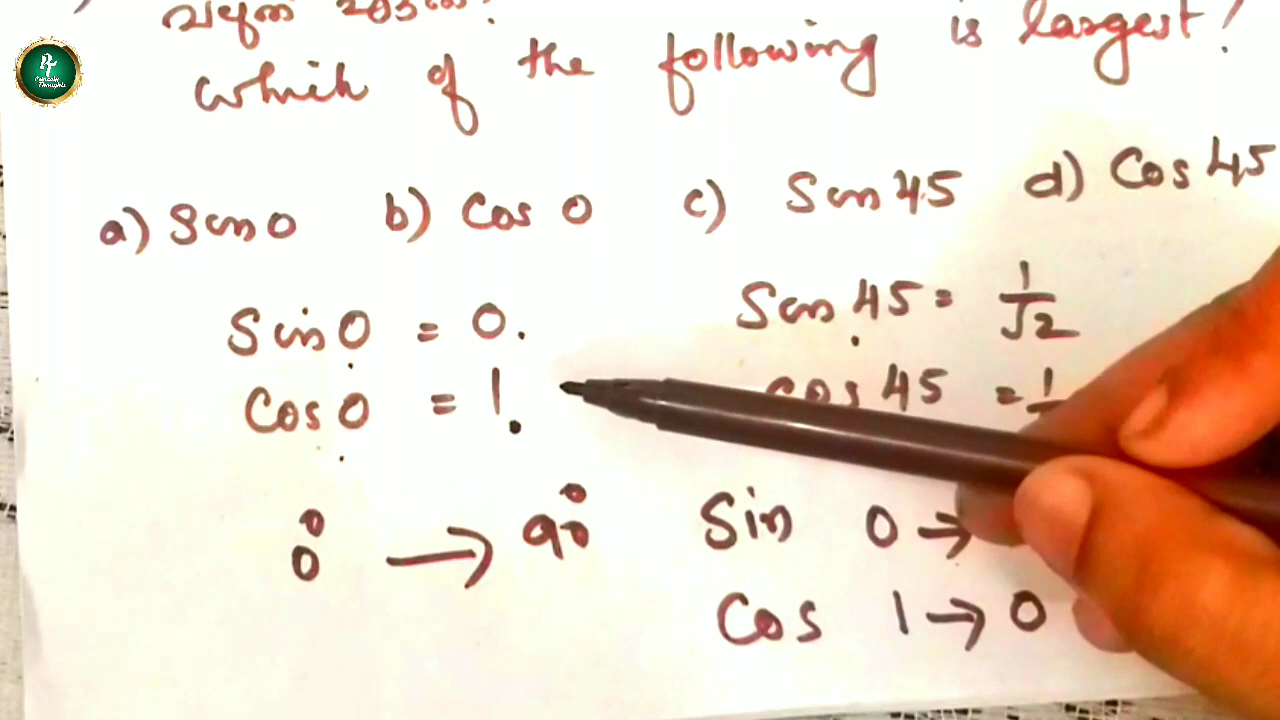 which of the following is largest?
a) Sin 0 b) Cos 0 c) Sin 45 d) Cos 45
Sin 0 = 0.
Cos 0 = 1.
0° → 90°
Sin 45 = 1/√2
Cos 45 = 1/
Sin 0 →
Cos 1 → 0